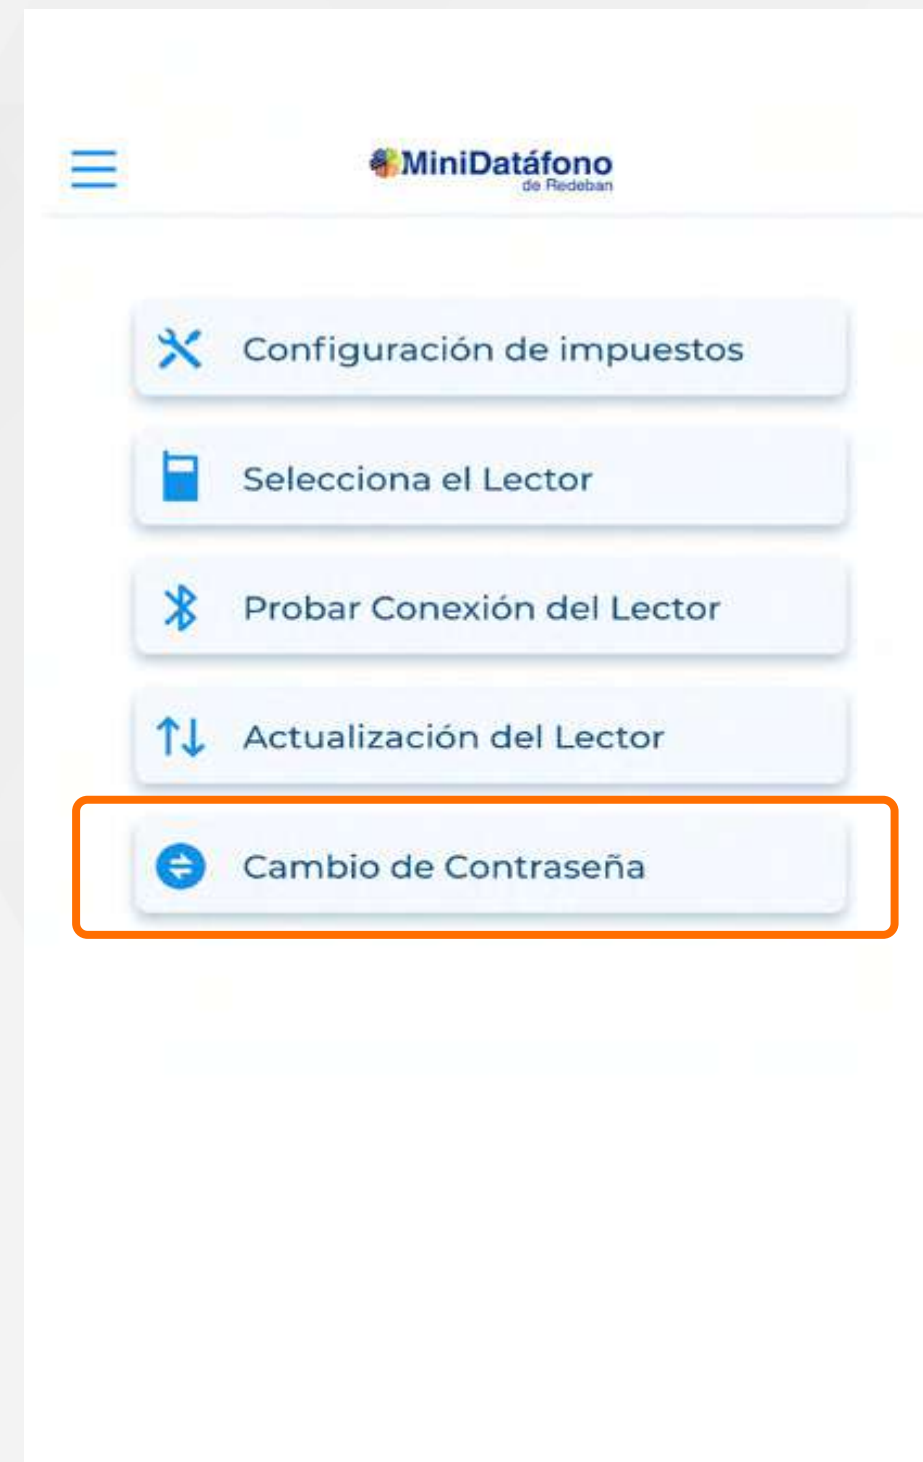 MiniDatáfono
de Redeban
Configuración de impuestos
Selecciona el Lector
Probar Conexión del Lector
Actualización del Lector
Cambio de Contraseña